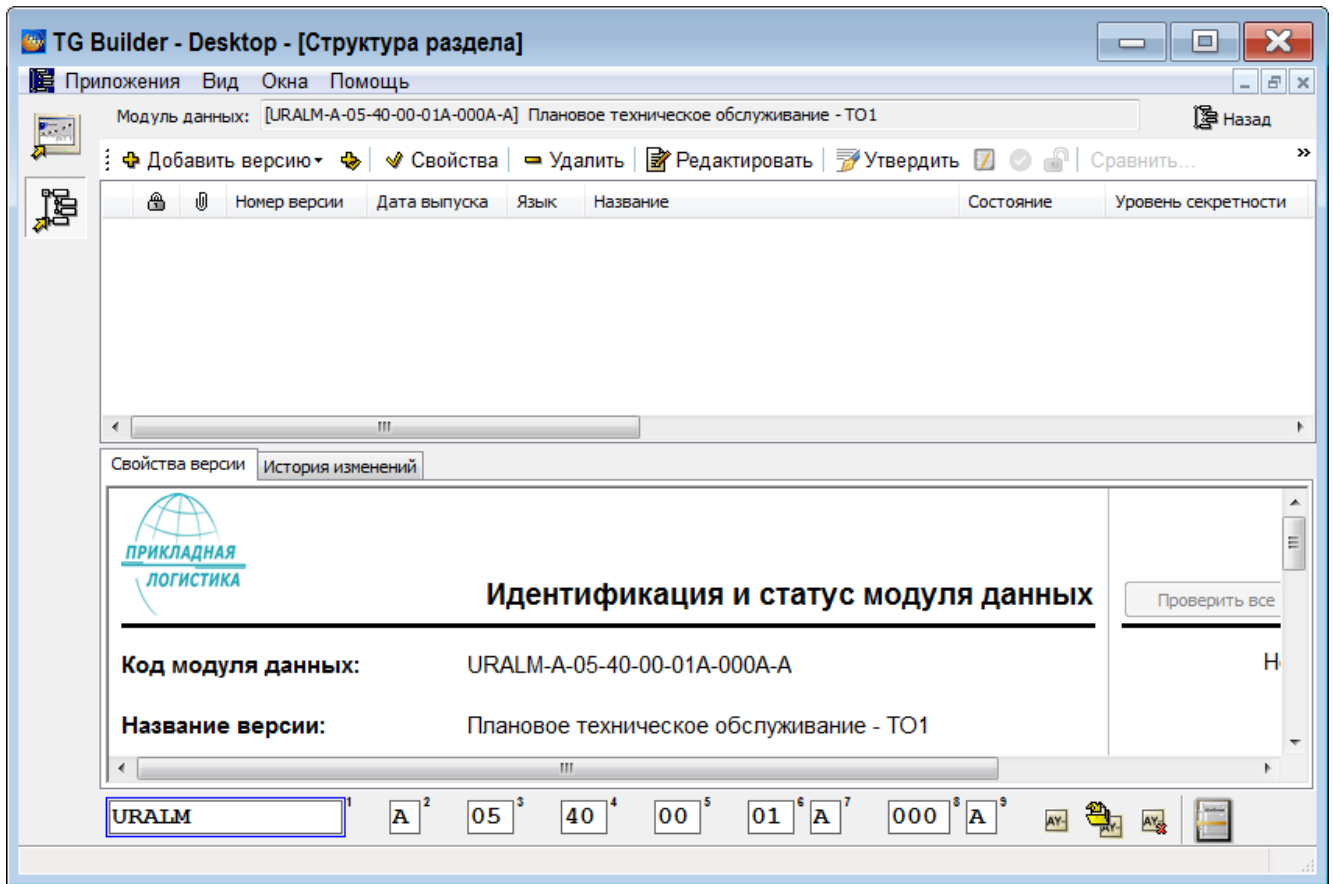 TG Builder - Desktop - [Структура раздела]
Приложения Вид Окна Помощь
Модуль данных: [URALM-A-05-40-00-01A-000A-A] Плановое техническое обслуживание - ТО1 Назад
Добавить версию Свойства Удалить Редактировать Утвердить Сравнить... »
Номер версии Дата выпуска Язык Название Состояние Уровень секретности
Свойства версии История изменений
ПРИКЛАДНАЯ
ЛОГИСТИКА
Идентификация и статус модуля данных Проверить все
Код модуля данных: URALM-A-05-40-00-01A-000A-A
Название версии: Плановое техническое обслуживание - ТО1
URALM 1 A 2 05 3 40 4 00 5 01 6 A 7 000 8 A 9